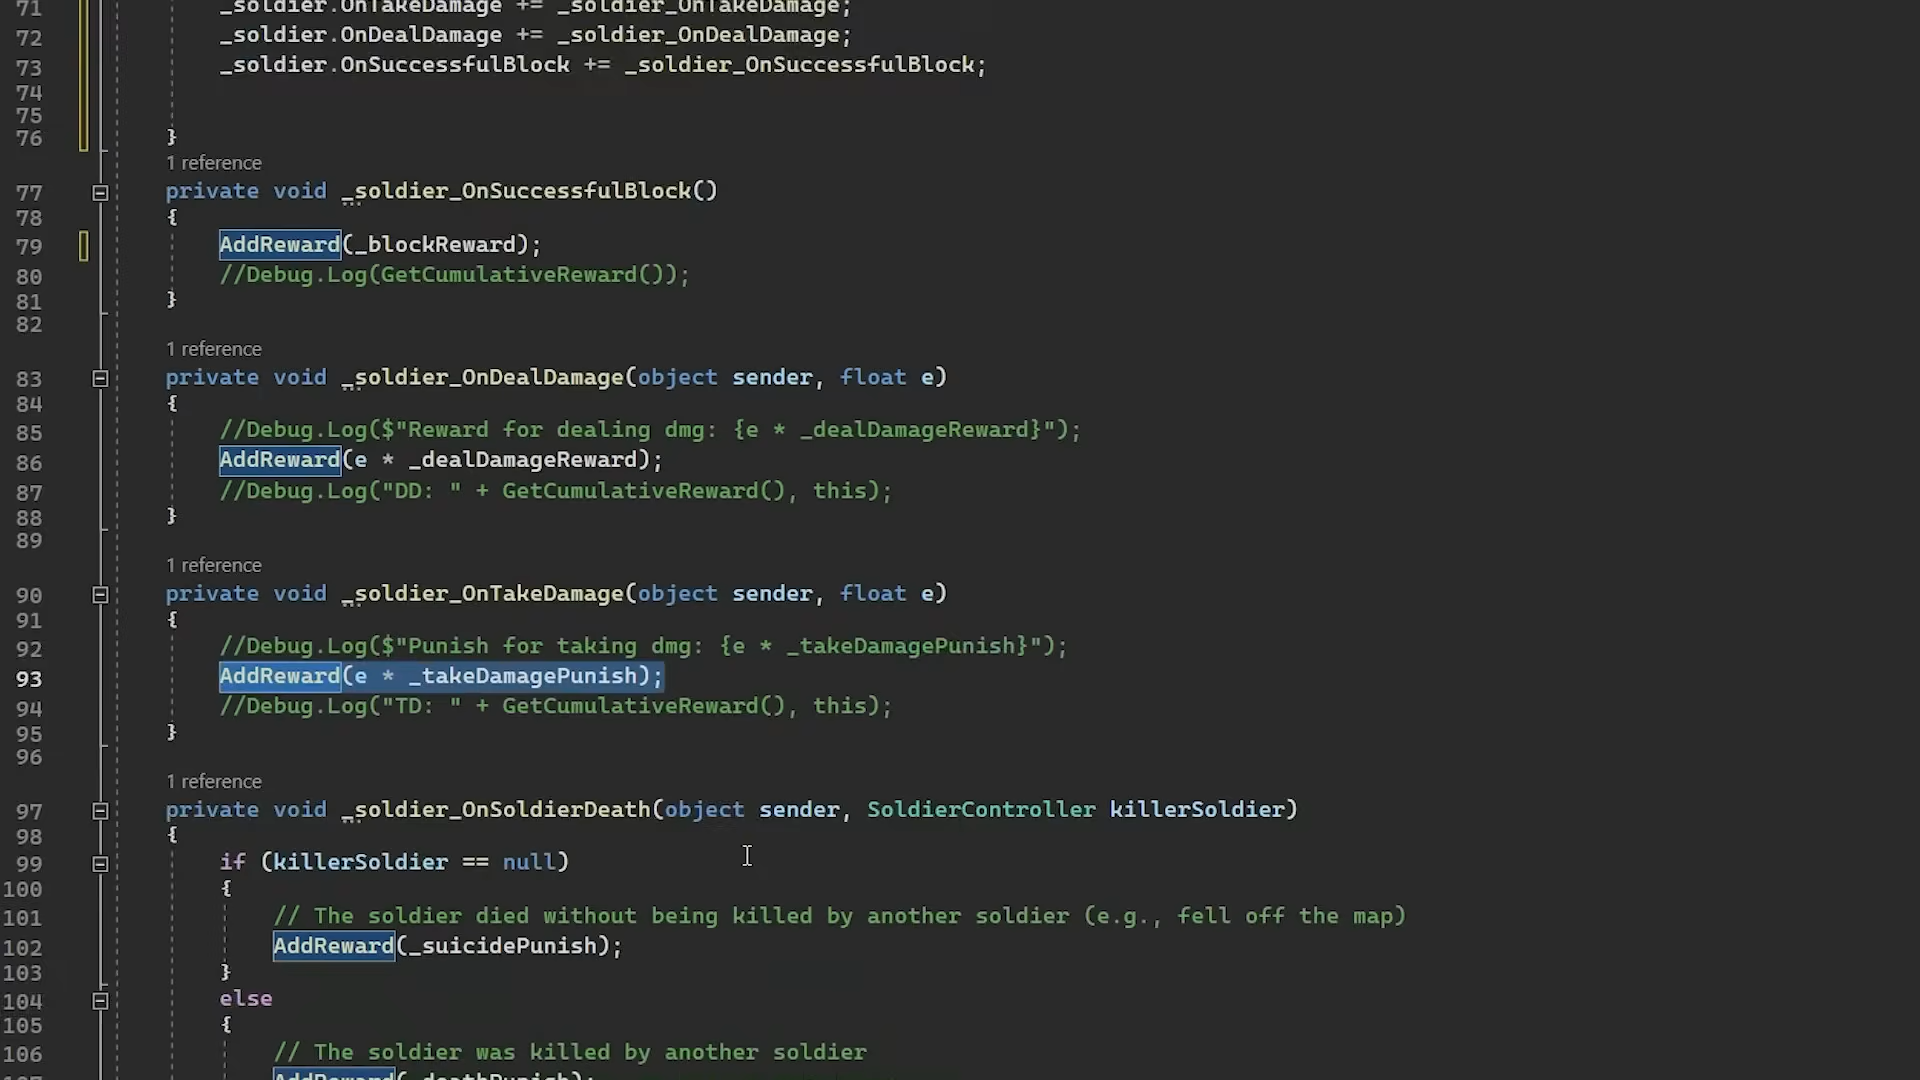 71 _soldier.OnTakeDamage += _soldier_OnTakeDamage;
72 _soldier.OnDealDamage += _soldier_OnDealDamage;
73 _soldier.OnSuccessfulBlock += _soldier_OnSuccessfulBlock;
74
75
76 }
1 reference
77 private void _soldier_OnSuccessfulBlock()
78 {
79 AddReward(_blockReward);
80 //Debug.Log(GetCumulativeReward());
81 }
82
1 reference
83 private void _soldier_OnDealDamage(object sender, float e)
84 {
85 //Debug.Log($"Reward for dealing dmg: {e * _dealDamageReward}");
86 AddReward(e * _dealDamageReward);
87 //Debug.Log("DD: " + GetCumulativeReward(), this);
88 }
89
1 reference
90 private void _soldier_OnTakeDamage(object sender, float e)
91 {
92 //Debug.Log($"Punish for taking dmg: {e * _takeDamagePunish}");
93 AddReward(e * _takeDamagePunish);
94 //Debug.Log("TD: " + GetCumulativeReward(), this);
95 }
96
1 reference
97 private void _soldier_OnSoldierDeath(object sender, SoldierController killerSoldier)
98 {
99 if (killerSoldier == null)
100 {
101 // The soldier died without being killed by another soldier (e.g., fell off the map)
102 AddReward(_suicidePunish);
103 }
104 else
105 {
106 // The soldier was killed by another soldier
107 AddReward(_deathPunish);